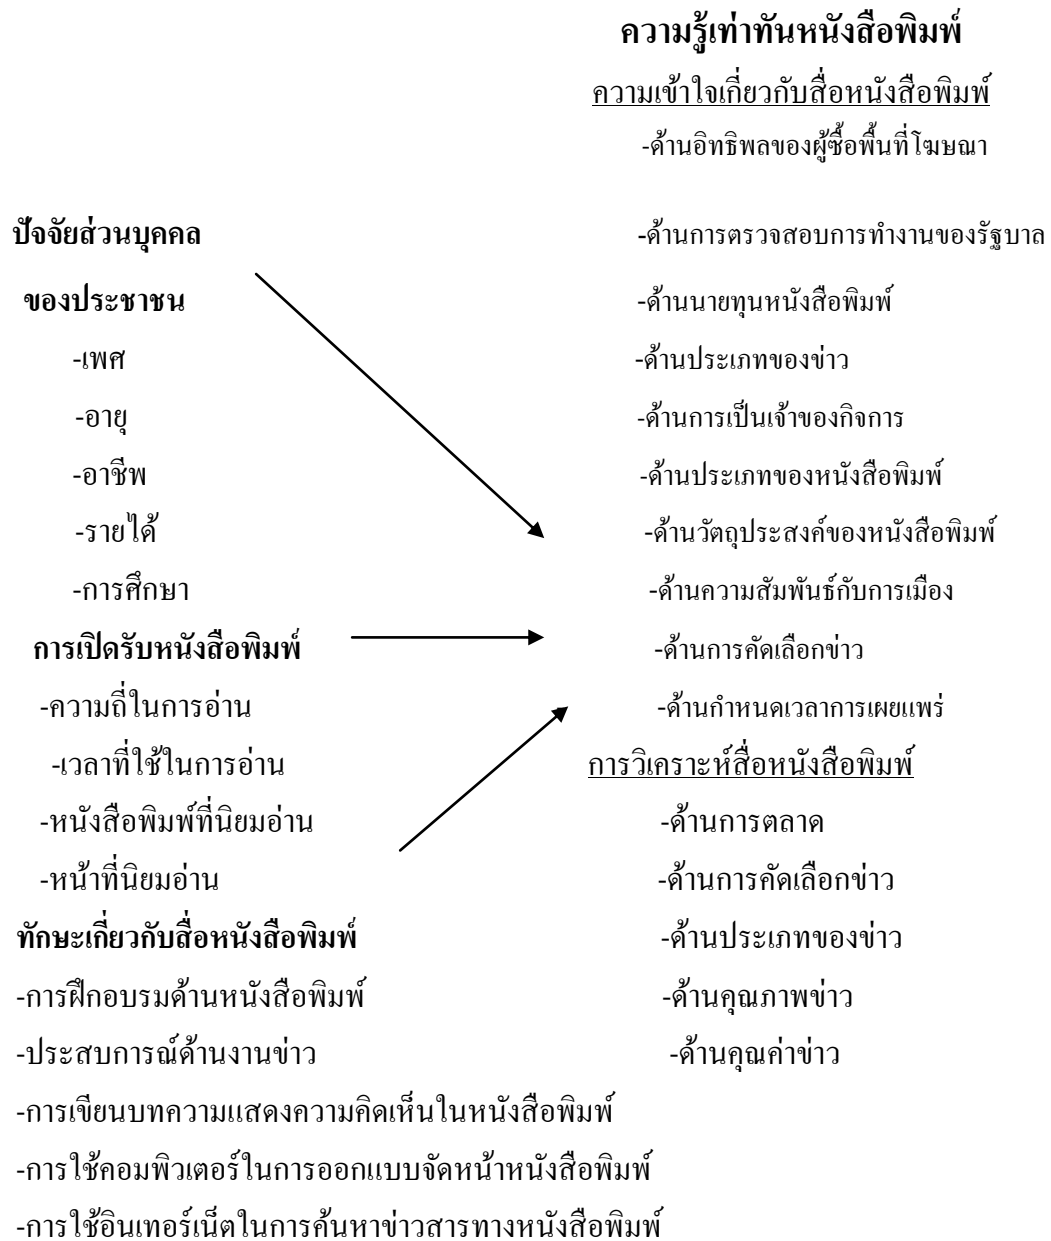 ความรู้เท่าทันหนังสือพิมพ์
ความเข้าใจเกี่ยวกับสื่อหนังสือพิมพ์
-ด้านอิทธิพลของผู้ซื้อพื้นที่โฆษณา
ปัจจัยส่วนบุคคล
-ด้านการตรวจสอบการทำงานของรัฐบาล
ของประชาชน
-ด้านนายทุนหนังสือพิมพ์
-เพศ
-ด้านประเภทของข่าว
-อายุ
-ด้านการเป็นเจ้าของกิจการ
-อาชีพ
-ด้านประเภทของหนังสือพิมพ์
-รายได้
-ด้านวัตถุประสงค์ของหนังสือพิมพ์
-การศึกษา
-ด้านความสัมพันธ์กับการเมือง
การเปิดรับหนังสือพิมพ์
-ด้านการคัดเลือกข่าว
-ความถี่ในการอ่าน
-ด้านกำหนดเวลาการเผยแพร่
-เวลาที่ใช้ในการอ่าน
การวิเคราะห์สื่อหนังสือพิมพ์
-หนังสือพิมพ์ที่นิยมอ่าน
-ด้านการตลาด
-หน้าที่นิยมอ่าน
-ด้านการคัดเลือกข่าว
ทักษะเกี่ยวกับสื่อหนังสือพิมพ์
-ด้านประเภทของข่าว
-การฝึกอบรมด้านหนังสือพิมพ์
-ด้านคุณภาพข่าว
-ประสบการณ์ด้านงานข่าว
-ด้านคุณค่าข่าว
-การเขียนบทความแสดงความคิดเห็นในหนังสือพิมพ์
-การใช้คอมพิวเตอร์ในการออกแบบจัดหน้าหนังสือพิมพ์
-การใช้อินเทอร์เน็ตในการค้นหาข่าวสารทางหนังสือพิมพ์